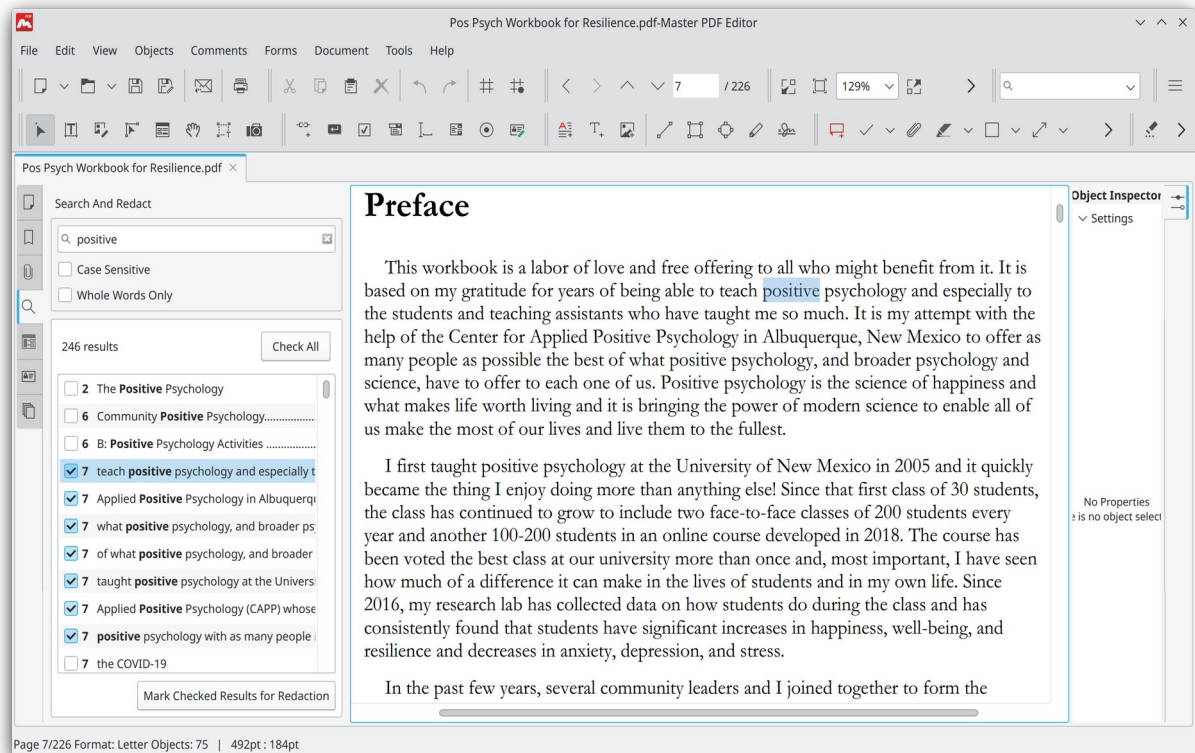 Pos Psych Workbook for Resilience.pdf-Master PDF Editor
File Edit View Objects Comments Forms Document Tools Help
7 / 226 129%
Pos Psych Workbook for Resilience.pdf
Search And Redact
positive
Case Sensitive
Whole Words Only
246 results Check All
2 The Positive Psychology
6 Community Positive Psychology................
6 B: Positive Psychology Activities ...............
7 teach positive psychology and especially t
7 Applied Positive Psychology in Albuquerqu
7 what positive psychology, and broader ps
7 of what positive psychology, and broader
7 taught positive psychology at the Universi
7 Applied Positive Psychology (CAPP) whose
7 positive psychology with as many people i
7 the COVID-19
Mark Checked Results for Redaction
Preface
This workbook is a labor of love and free offering to all who might benefit from it. It is
based on my gratitude for years of being able to teach positive psychology and especially to
the students and teaching assistants who have taught me so much. It is my attempt with the
help of the Center for Applied Positive Psychology in Albuquerque, New Mexico to offer as
many people as possible the best of what positive psychology, and broader psychology and
science, have to offer to each one of us. Positive psychology is the science of happiness and
what makes life worth living and it is bringing the power of modern science to enable all of
us make the most of our lives and live them to the fullest.
I first taught positive psychology at the University of New Mexico in 2005 and it quickly
became the thing I enjoy doing more than anything else! Since that first class of 30 students,
the class has continued to grow to include two face-to-face classes of 200 students every
year and another 100-200 students in an online course developed in 2018. The course has
been voted the best class at our university more than once and, most important, I have seen
how much of a difference it can make in the lives of students and in my own life. Since
2016, my research lab has collected data on how students do during the class and has
consistently found that students have significant increases in happiness, well-being, and
resilience and decreases in anxiety, depression, and stress.
In the past few years, several community leaders and I joined together to form the
Object Inspector
Settings
No Properties
e is no object select
Page 7/226 Format: Letter Objects: 75 | 492pt : 184pt